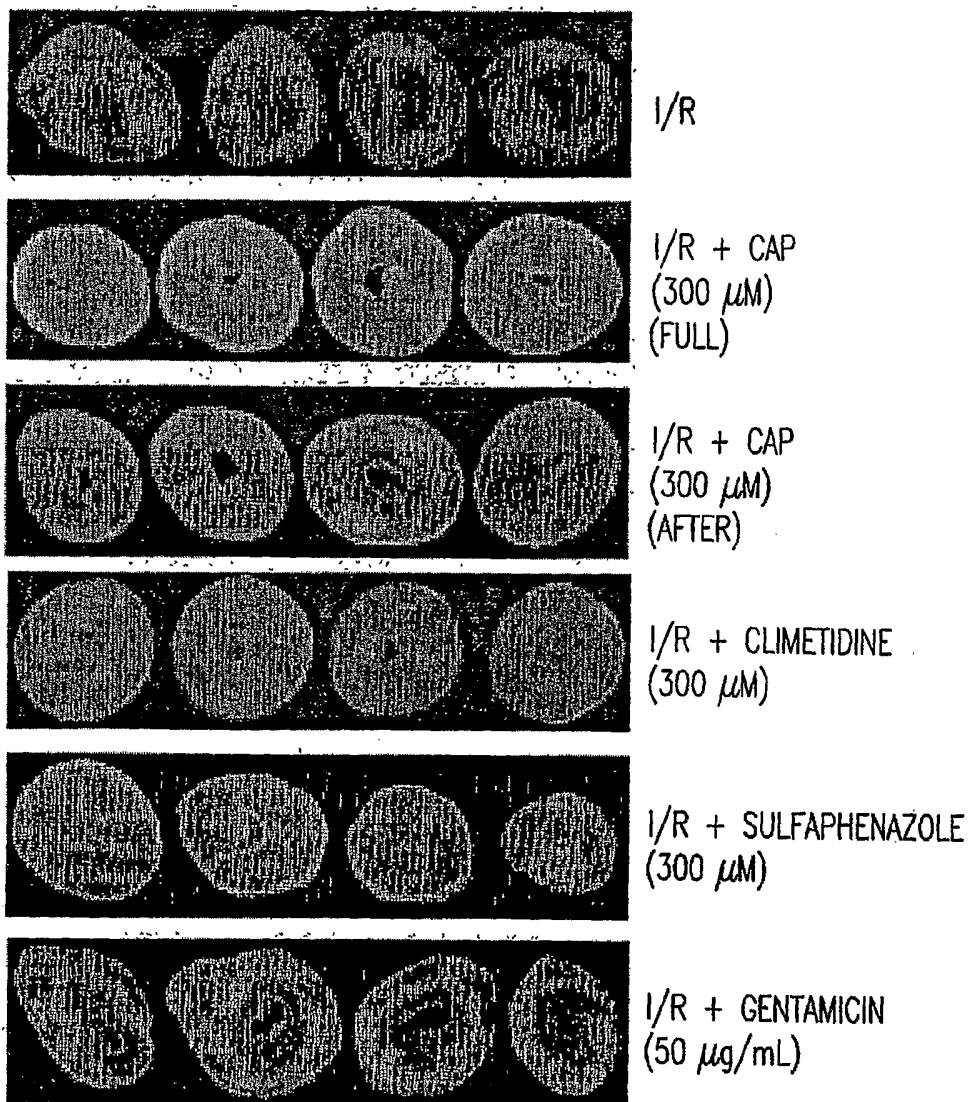 I/R
I/R + CAP
(300 μM)
(FULL)
I/R + CAP
(300 μM)
(AFTER)
I/R + CLIMETIDINE
(300 μM)
I/R + SULFAPHENAZOLE
(300 μM)
I/R + GENTAMICIN
(50 μg/mL)